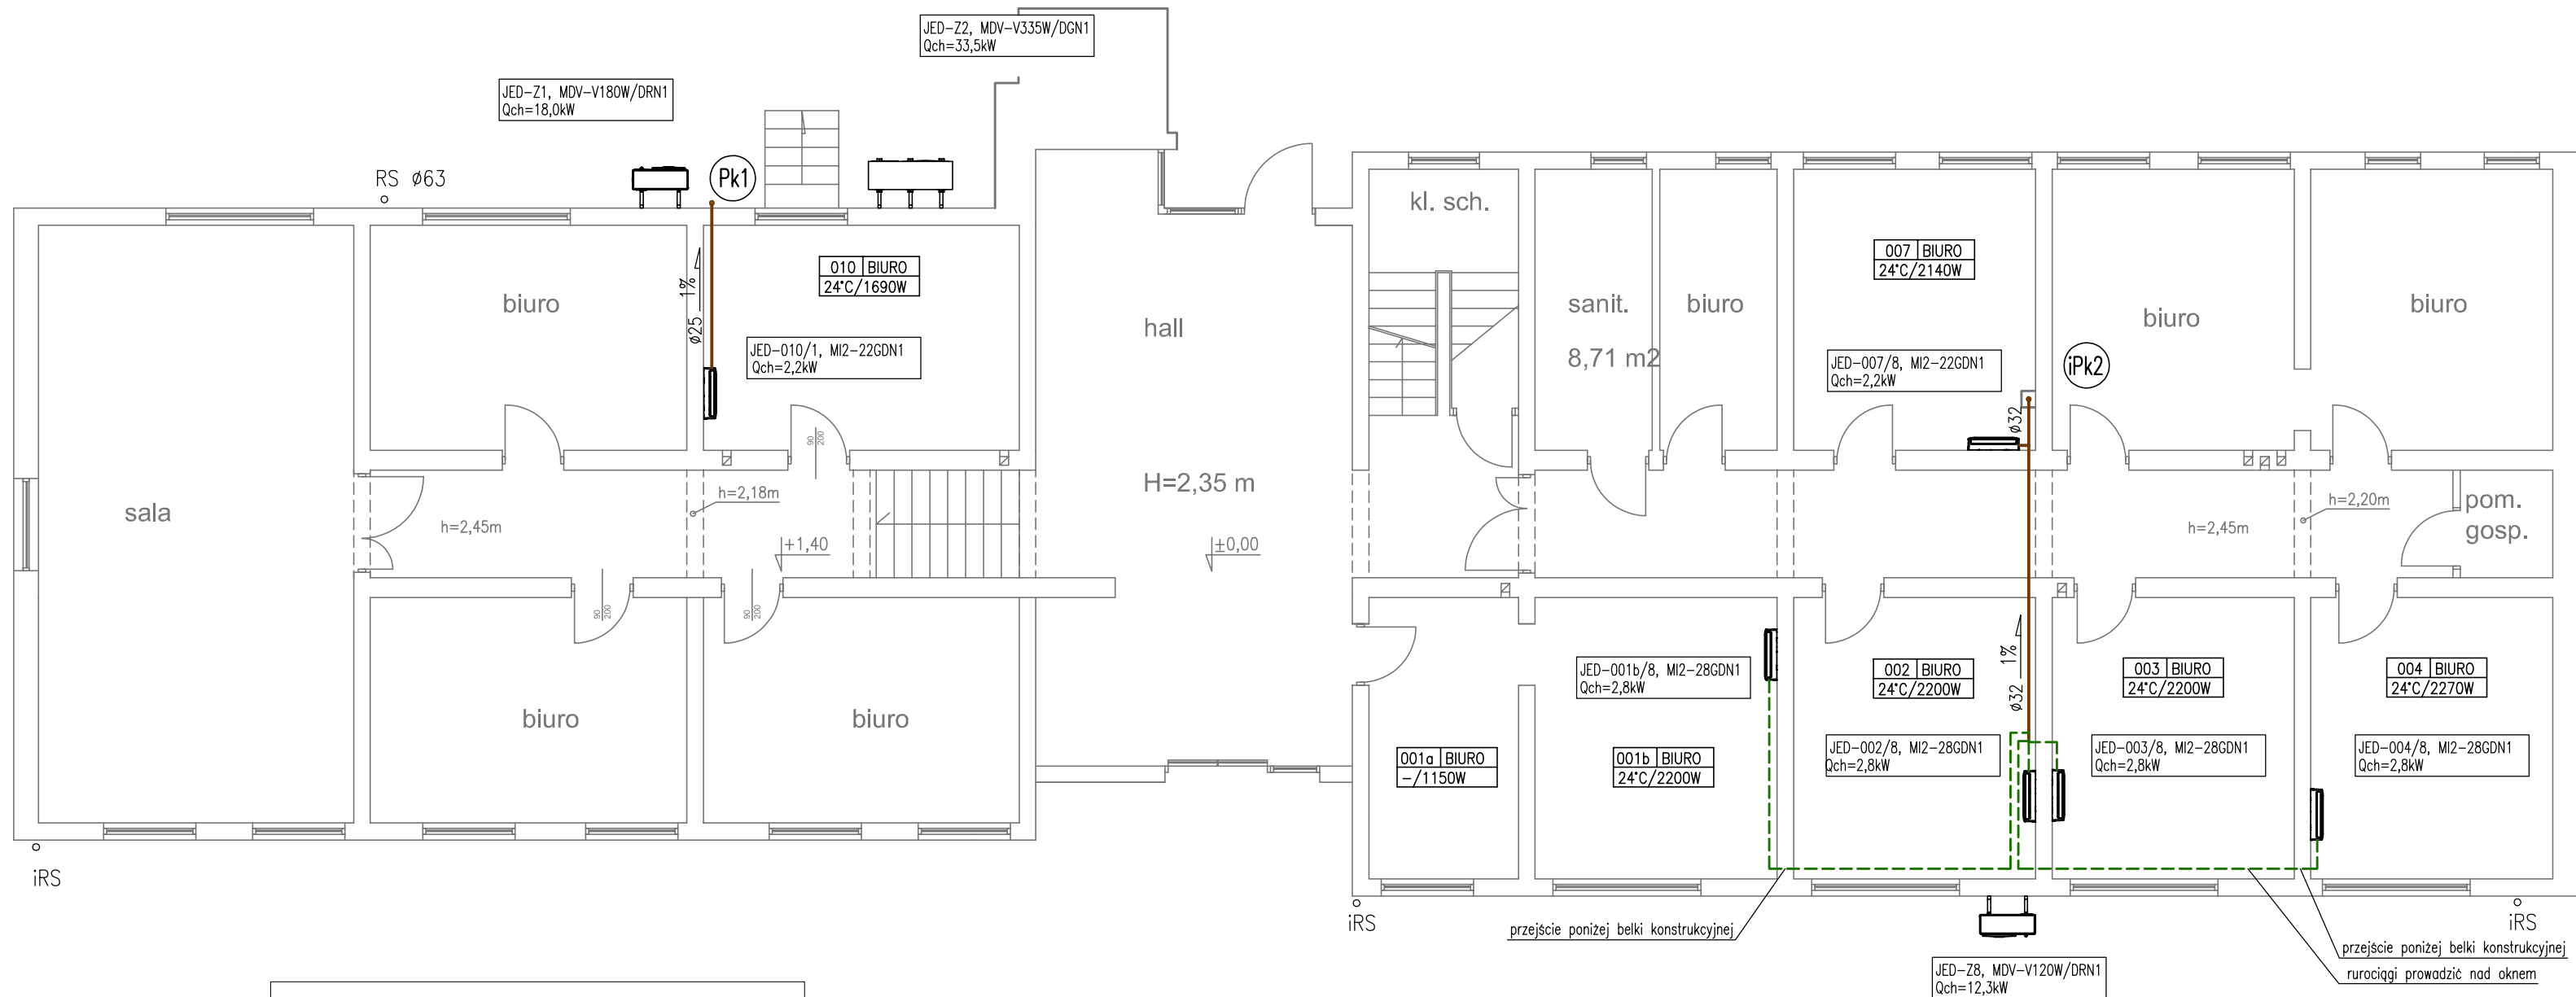 JED-Z2, MDV-V335W/DGN1
Qch=33,5kW
JED-Z1, MDV-V180W/DRN1
Qch=18,0kW
RS ø63
Pk1
kl. sch.
010 BIURO
24°C/1690W
007 BIURO
24°C/2140W
1%
ø25
biuro
hall
sanit.
8,71 m2
biuro
biuro
biuro
JED-010/1, MI2-22GDN1
Qch=2,2kW
JED-007/8, MI2-22GDN1
Qch=2,2kW
iPk2
ø32
90
200
sala
h=2,45m
h=2,18m
+1,40
H=2,35 m
±0,00
h=2,45m
h=2,20m
pom.
gosp.
90
200
90
200
biuro
biuro
JED-001b/8, MI2-28GDN1
Qch=2,8kW
002 BIURO
24°C/2200W
1%
ø32
003 BIURO
24°C/2200W
004 BIURO
24°C/2270W
001a BIURO
-/1150W
001b BIURO
24°C/2200W
JED-002/8, MI2-28GDN1
Qch=2,8kW
JED-003/8, MI2-28GDN1
Qch=2,8kW
JED-004/8, MI2-28GDN1
Qch=2,8kW
iRS
iRS
iRS
przejście poniżej belki konstrukcyjnej
przejście poniżej belki konstrukcyjnej
rurociągi prowadzić nad oknem
JED-Z8, MDV-V120W/DRN1
Qch=12,3kW